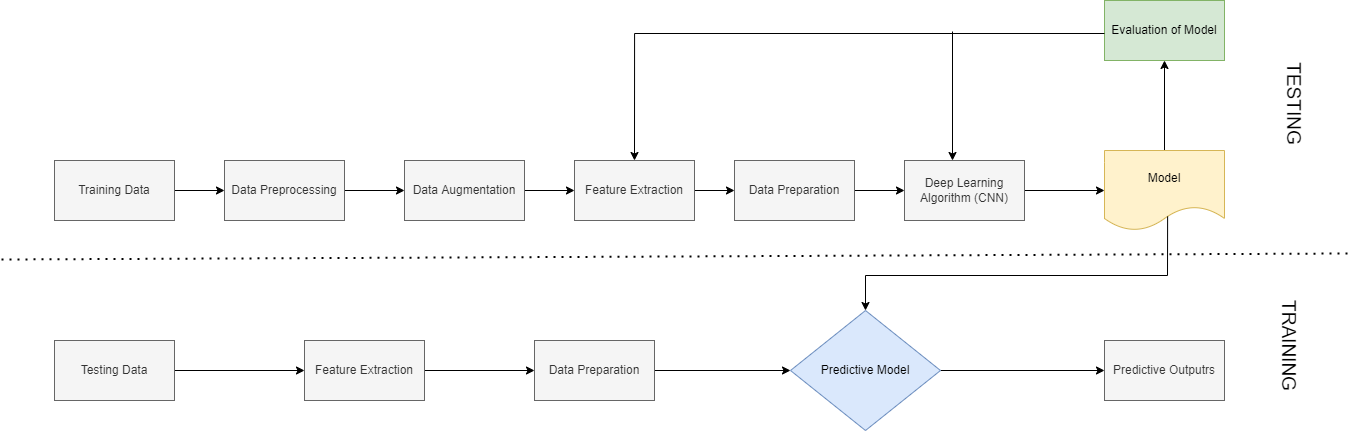 Evaluation of Model
TESTING
Training Data
Data Preprocessing
Data Augmentation
Feature Extraction
Data Preparation
Deep Learning
Algorithm (CNN)
Model
TRAINING
Testing Data
Feature Extraction
Data Preparation
Predictive Model
Predictive Outputrs